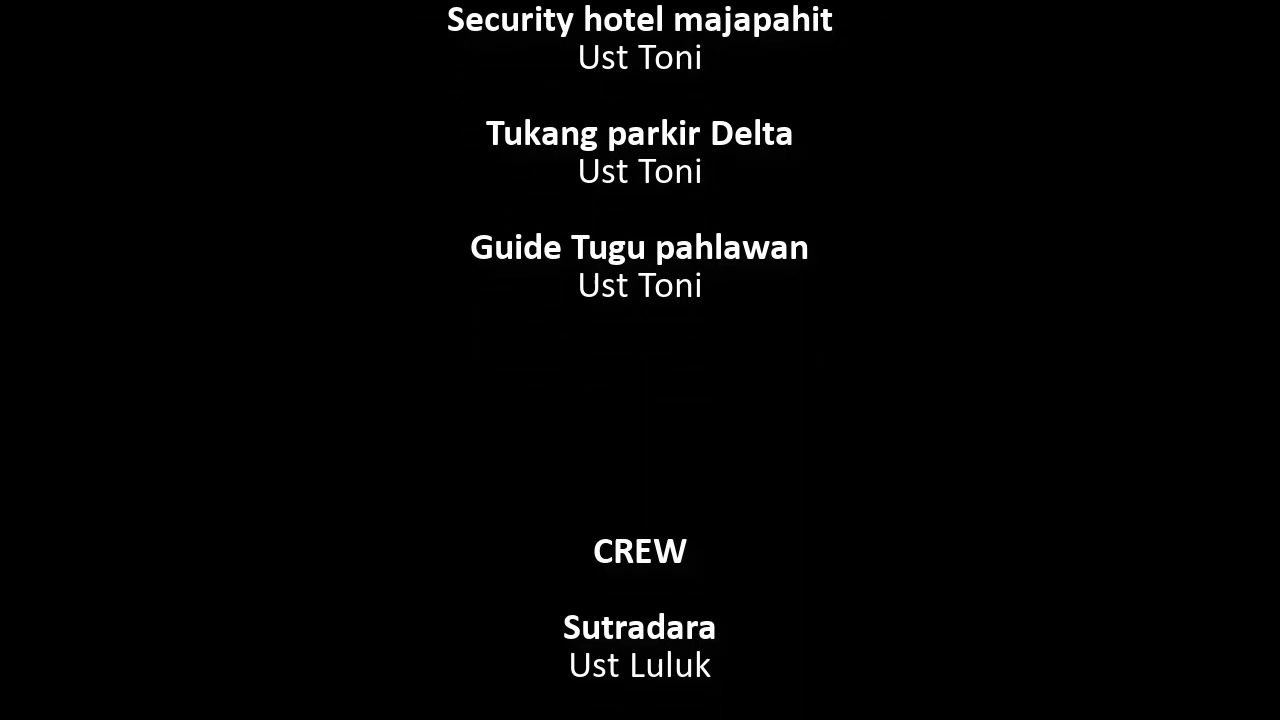 Security hotel majapahit
Ust Toni
Tukang parkir Delta
Ust Toni
Guide Tugu pahlawan
Ust Toni
CREW
Sutradara
Ust Luluk